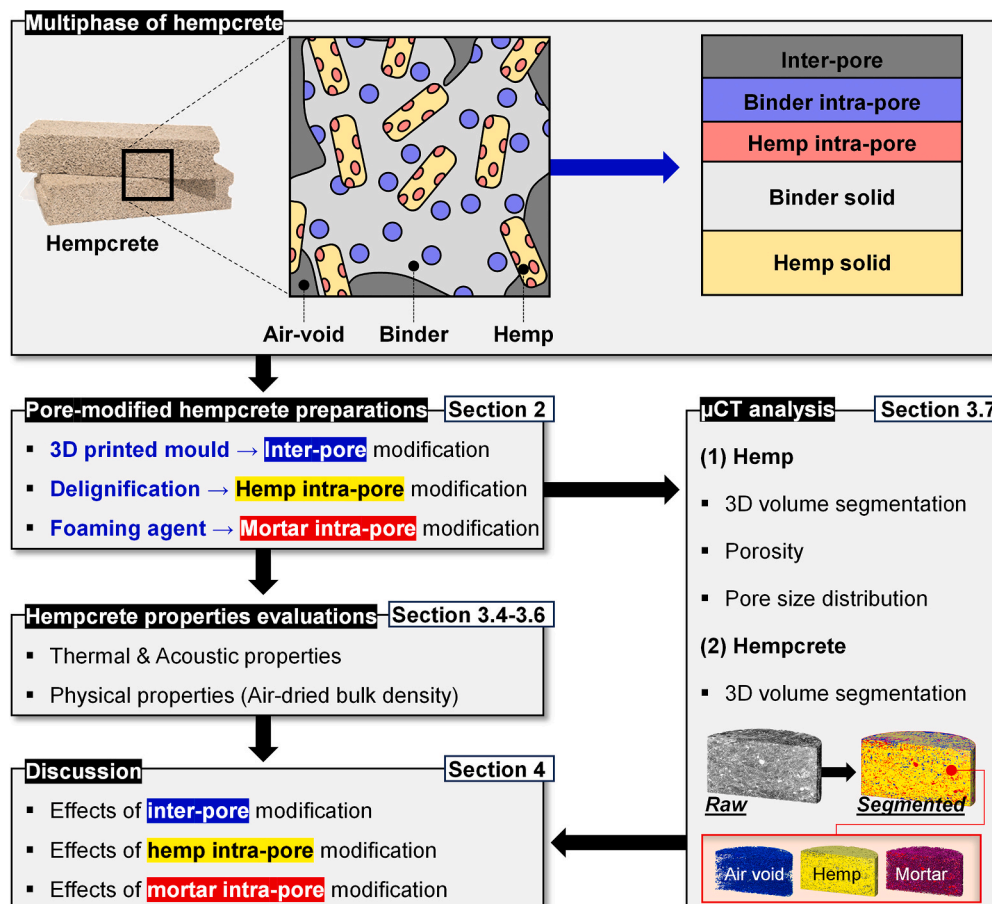 Multiphase of hempcrete
Hempcrete
Air-void
Binder
Hemp
Inter-pore
Binder intra-pore
Hemp intra-pore
Binder solid
Hemp solid
Pore-modified hempcrete preparations
Section 2
▪ 3D printed mould → Inter-pore modification
▪ Delignification → Hemp intra-pore modification
▪ Foaming agent → Mortar intra-pore modification
Hempcrete properties evaluations
Section 3.4-3.6
▪ Thermal & Acoustic properties
▪ Physical properties (Air-dried bulk density)
Discussion
Section 4
▪ Effects of inter-pore modification
▪ Effects of hemp intra-pore modification
▪ Effects of mortar intra-pore modification
µCT analysis
Section 3.7
(1) Hemp
▪ 3D volume segmentation
▪ Porosity
▪ Pore size distribution
(2) Hempcrete
▪ 3D volume segmentation
Raw
Segmented
Air void
Hemp
Mortar